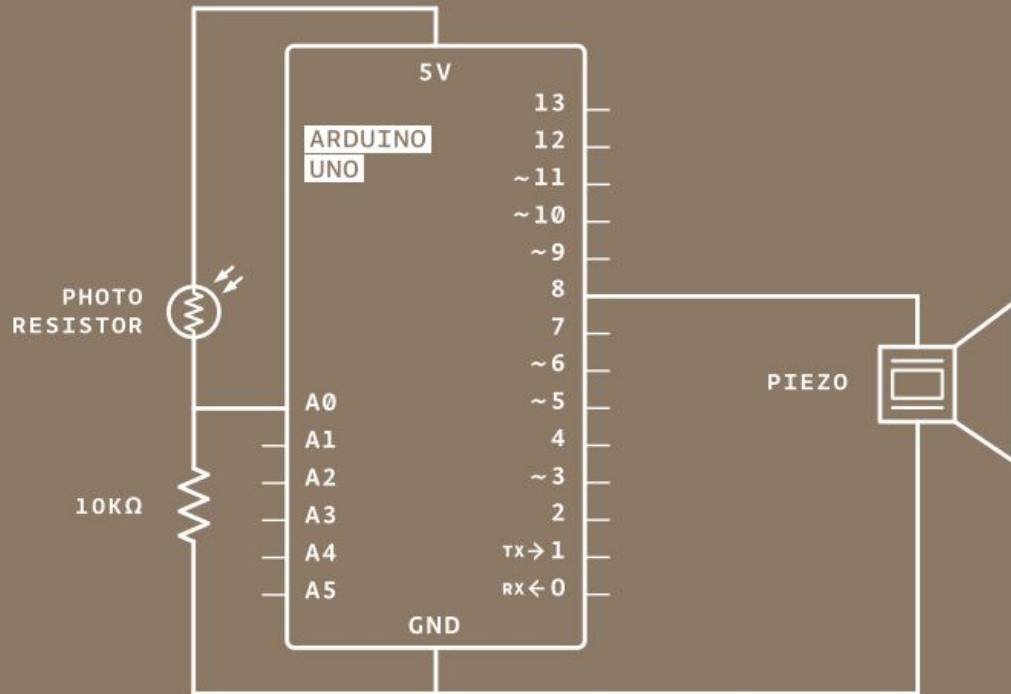 5V
ARDUINO
UNO
13
12
~11
~10
~9
8
7
~6
~5
4
~3
2
TX→1
RX←0
PHOTO
RESISTOR
A0
A1
A2
A3
A4
A5
10KΩ
GND
PIEZO